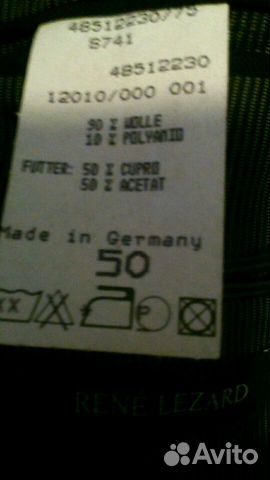 48512230/75
S741
48512230
12010/000 001
90 % WOLLE
10 % POLYAMID
FUTTER: 50 % CUPRO
50 % ACETAT
Made in Germany
50
XX
P
RENÉ LEZARD
Avito